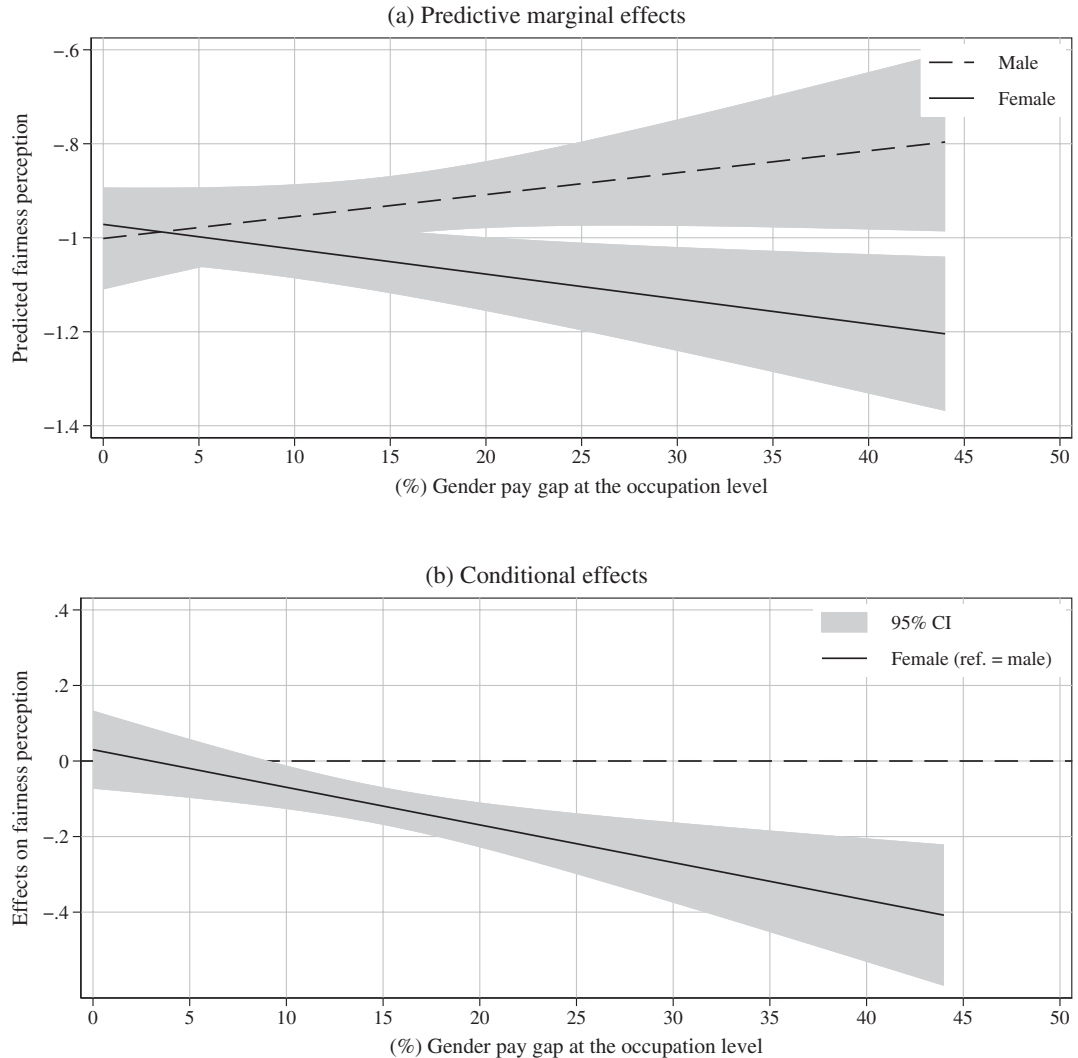 (a) Predictive marginal effects
Male
Female
Predicted fairness perception
−.6
−.8
−1
−1.2
−1.4
0 5 10 15 20 25 30 35 40 45 50
(%) Gender pay gap at the occupation level
(b) Conditional effects
95% CI
Female (ref. = male)
Effects on fairness perception
.4
.2
0
−.2
−.4
0 5 10 15 20 25 30 35 40 45 50
(%) Gender pay gap at the occupation level